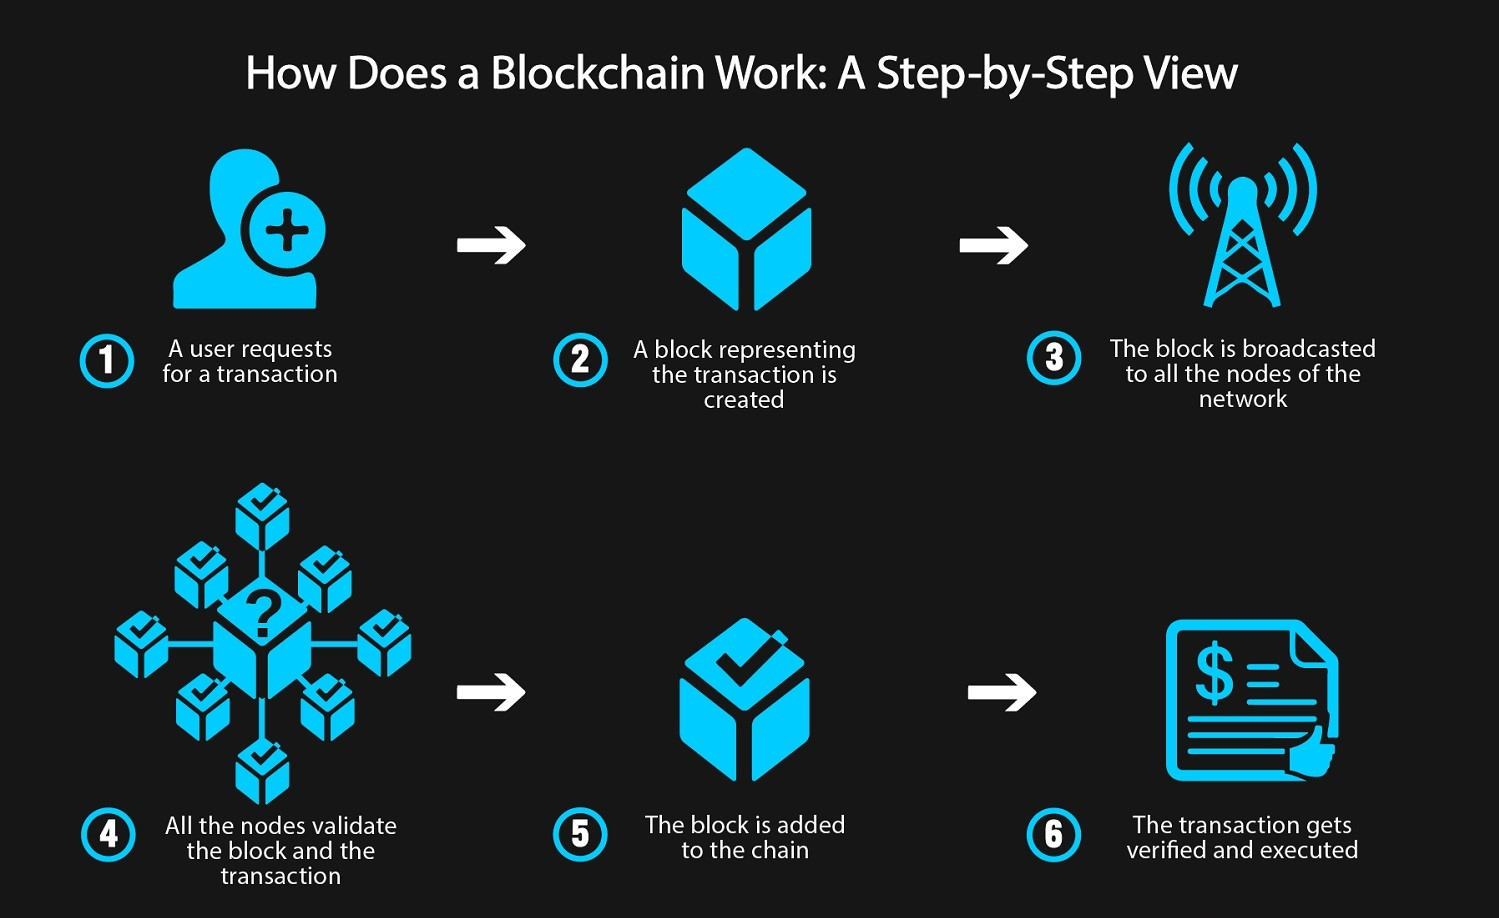 How Does a Blockchain Work: A Step-by-Step View
1
A user requests
for a transaction
2
A block representing
the transaction is
created
3
The block is broadcasted
to all the nodes of the
network
?
4
All the nodes validate
the block and the
transaction
5
The block is added
to the chain
$
6
The transaction gets
verified and executed